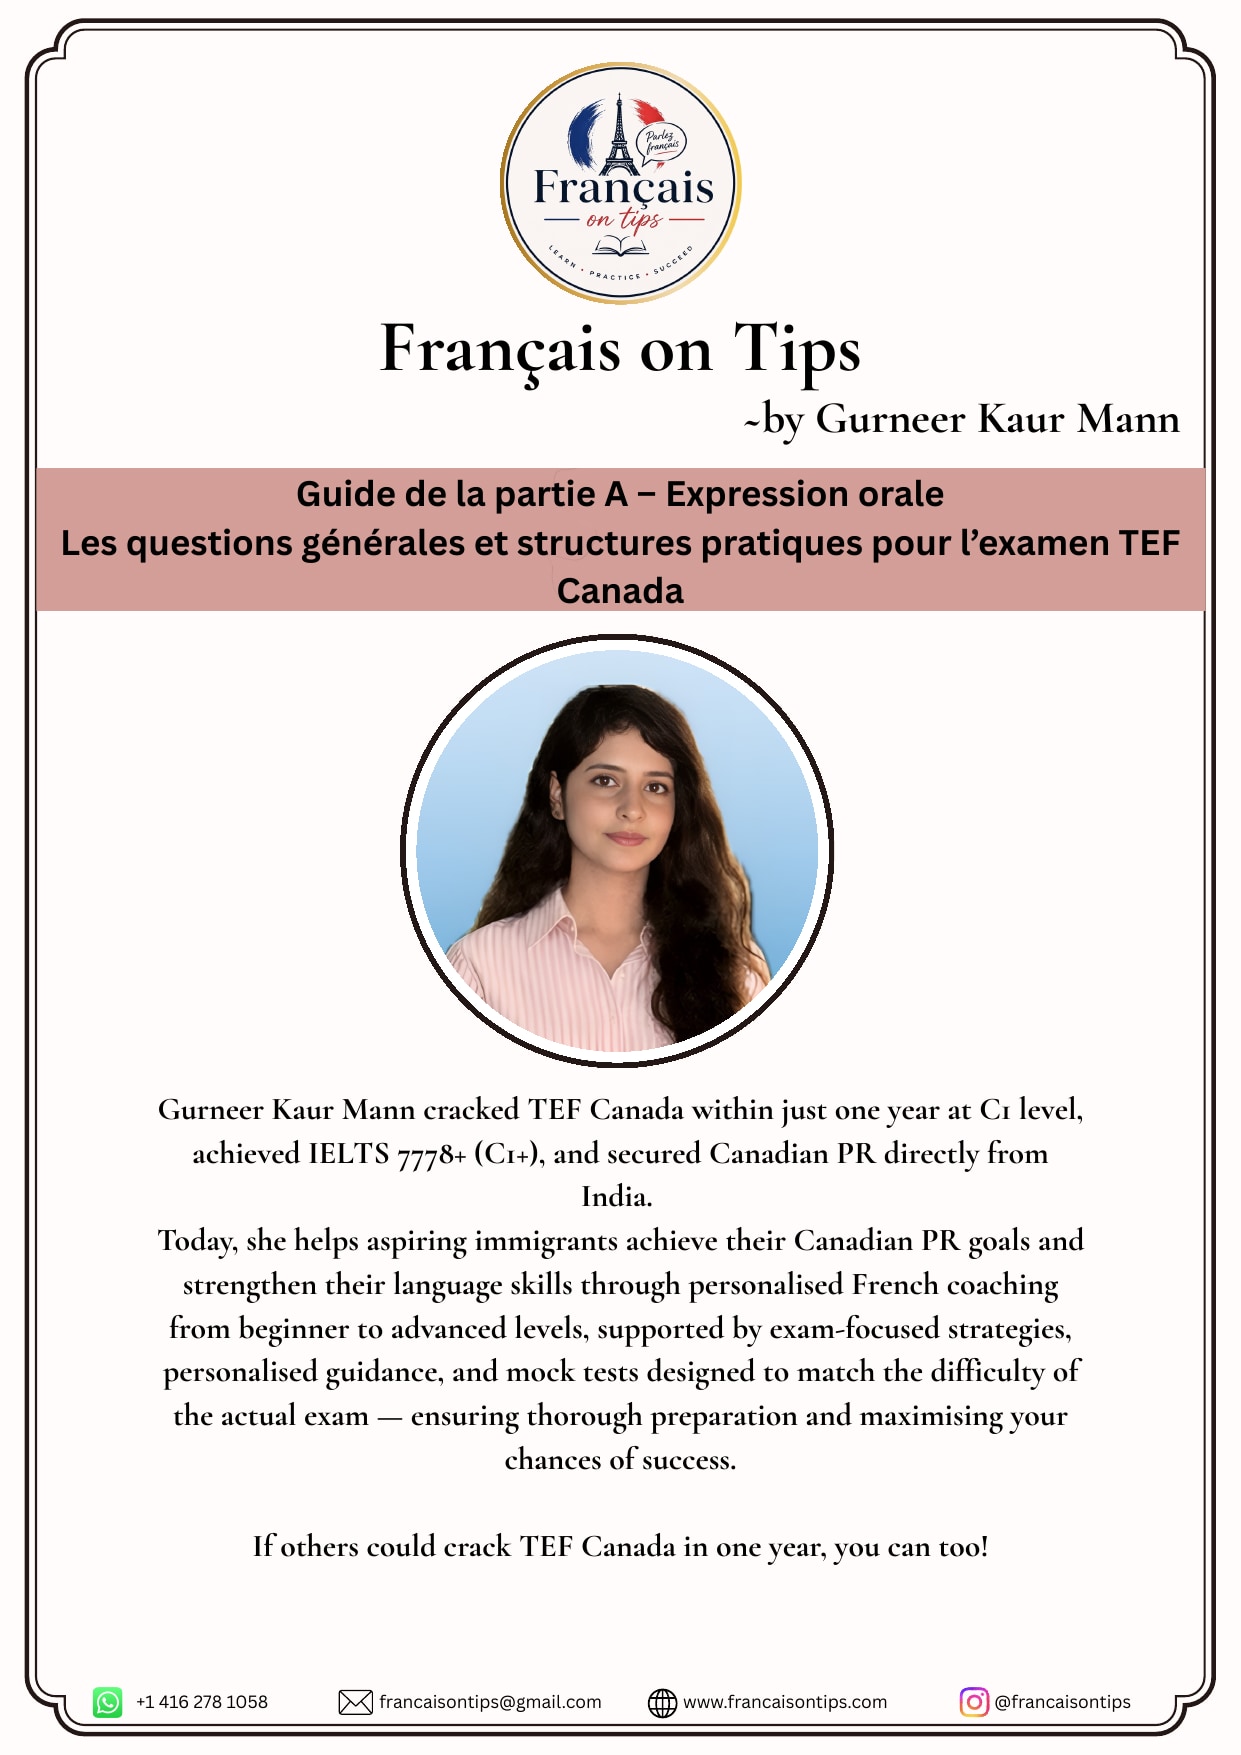 Parlez
français
Français
on tips
LEARN • PRACTICE • SUCCEED
Français on Tips
~by Gurneer Kaur Mann
Guide de la partie A – Expression orale
Les questions générales et structures pratiques pour l’examen TEF
Canada
Gurneer Kaur Mann cracked TEF Canada within just one year at C1 level,
achieved IELTS 7778+ (C1+), and secured Canadian PR directly from
India.
Today, she helps aspiring immigrants achieve their Canadian PR goals and
strengthen their language skills through personalised French coaching
from beginner to advanced levels, supported by exam-focused strategies,
personalised guidance, and mock tests designed to match the difficulty of
the actual exam — ensuring thorough preparation and maximising your
chances of success.
If others could crack TEF Canada in one year, you can too!
+1 416 278 1058 francaisontips@gmail.com www.francaisontips.com @francaisontips